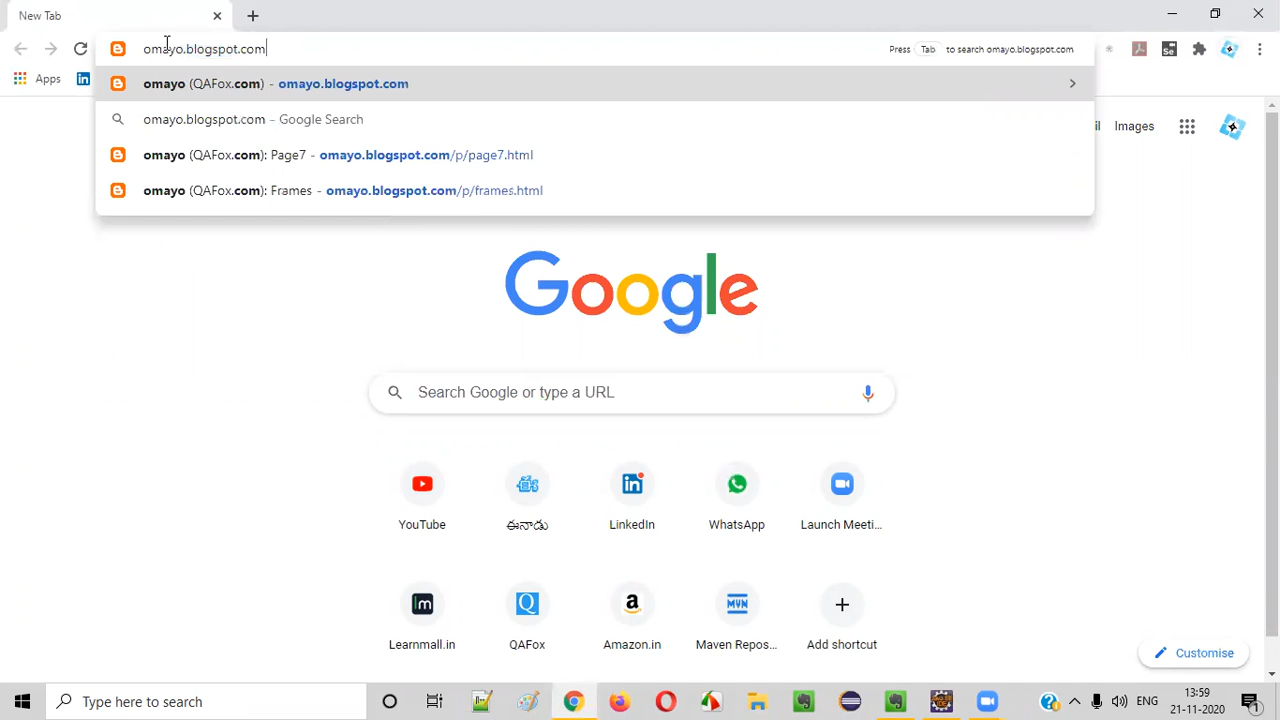 New Tab
omayo.blogspot.com
Press Tab to search omayo.blogspot.com
Apps
omayo (QAFox.com) - omayo.blogspot.com
omayo.blogspot.com - Google Search
omayo (QAFox.com): Page7 - omayo.blogspot.com/p/page7.html
omayo (QAFox.com): Frames - omayo.blogspot.com/p/frames.html
Images
Google
Search Google or type a URL
YouTube
ఈనాడు
LinkedIn
WhatsApp
Launch Meeti...
Learnmall.in
QAFox
Amazon.in
Maven Repos...
Add shortcut
Customise
Type here to search
ENG
13:59
21-11-2020